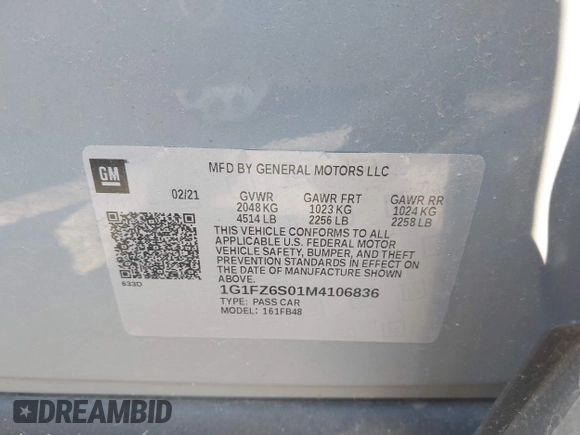 GM
MFD BY GENERAL MOTORS LLC
02/21
GVWR GAWR FRT GAWR RR
2048 KG 1023 KG 1024 KG
4514 LB 2256 LB 2258 LB
THIS VEHICLE CONFORMS TO ALL
APPLICABLE U.S. FEDERAL MOTOR
VEHICLE SAFETY, BUMPER, AND THEFT
PREVENTION STANDARDS IN EFFECT ON
THE DATE OF MANUFACTURE SHOWN
ABOVE.
633D
1G1FZ6S01M4106836
TYPE: PASS CAR
MODEL: 161FB48
DREAMBID